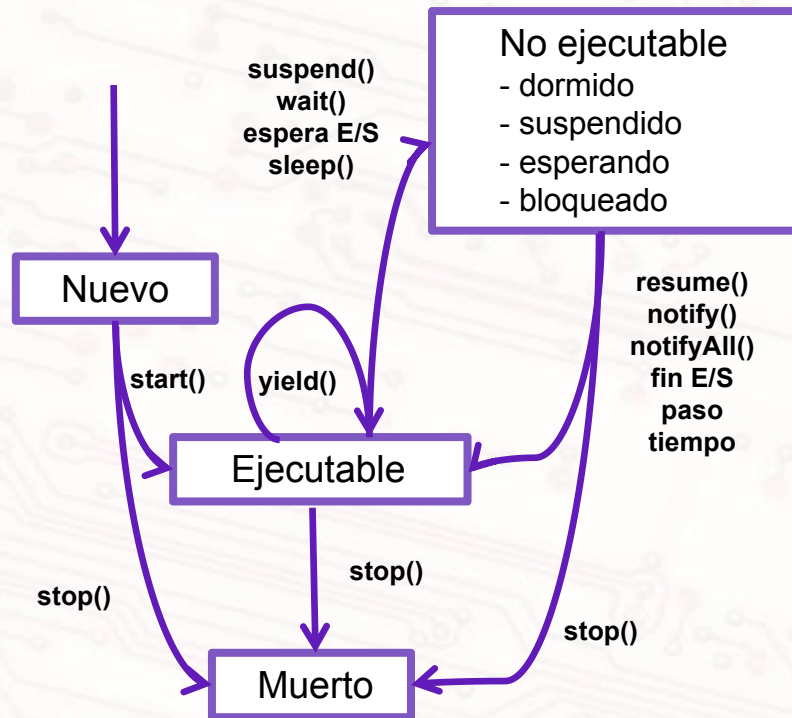 No ejecutable
- dormido
- suspendido
- esperando
- bloqueado
suspend()
wait()
espera E/S
sleep()
Nuevo
resume()
notify()
notifyAll()
fin E/S
paso
tiempo
start()
yield()
Ejecutable
stop()
stop()
stop()
Muerto